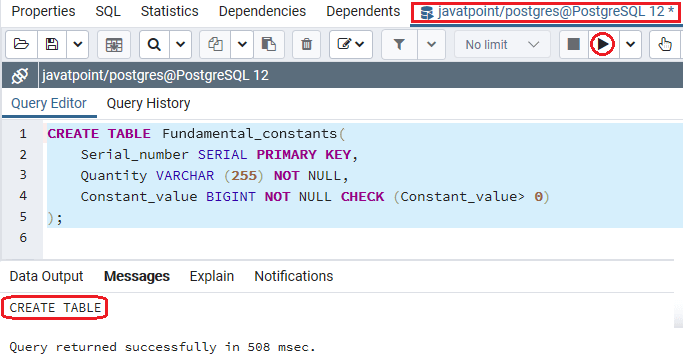 Properties SQL Statistics Dependencies Dependents javatpoint/postgres@PostgreSQL 12 *
No limit
javatpoint/postgres@PostgreSQL 12
Query Editor Query History
1 CREATE TABLE Fundamental_constants(
2 Serial_number SERIAL PRIMARY KEY,
3 Quantity VARCHAR (255) NOT NULL,
4 Constant_value BIGINT NOT NULL CHECK (Constant_value> 0)
5 );
6
Data Output Messages Explain Notifications
CREATE TABLE
Query returned successfully in 508 msec.